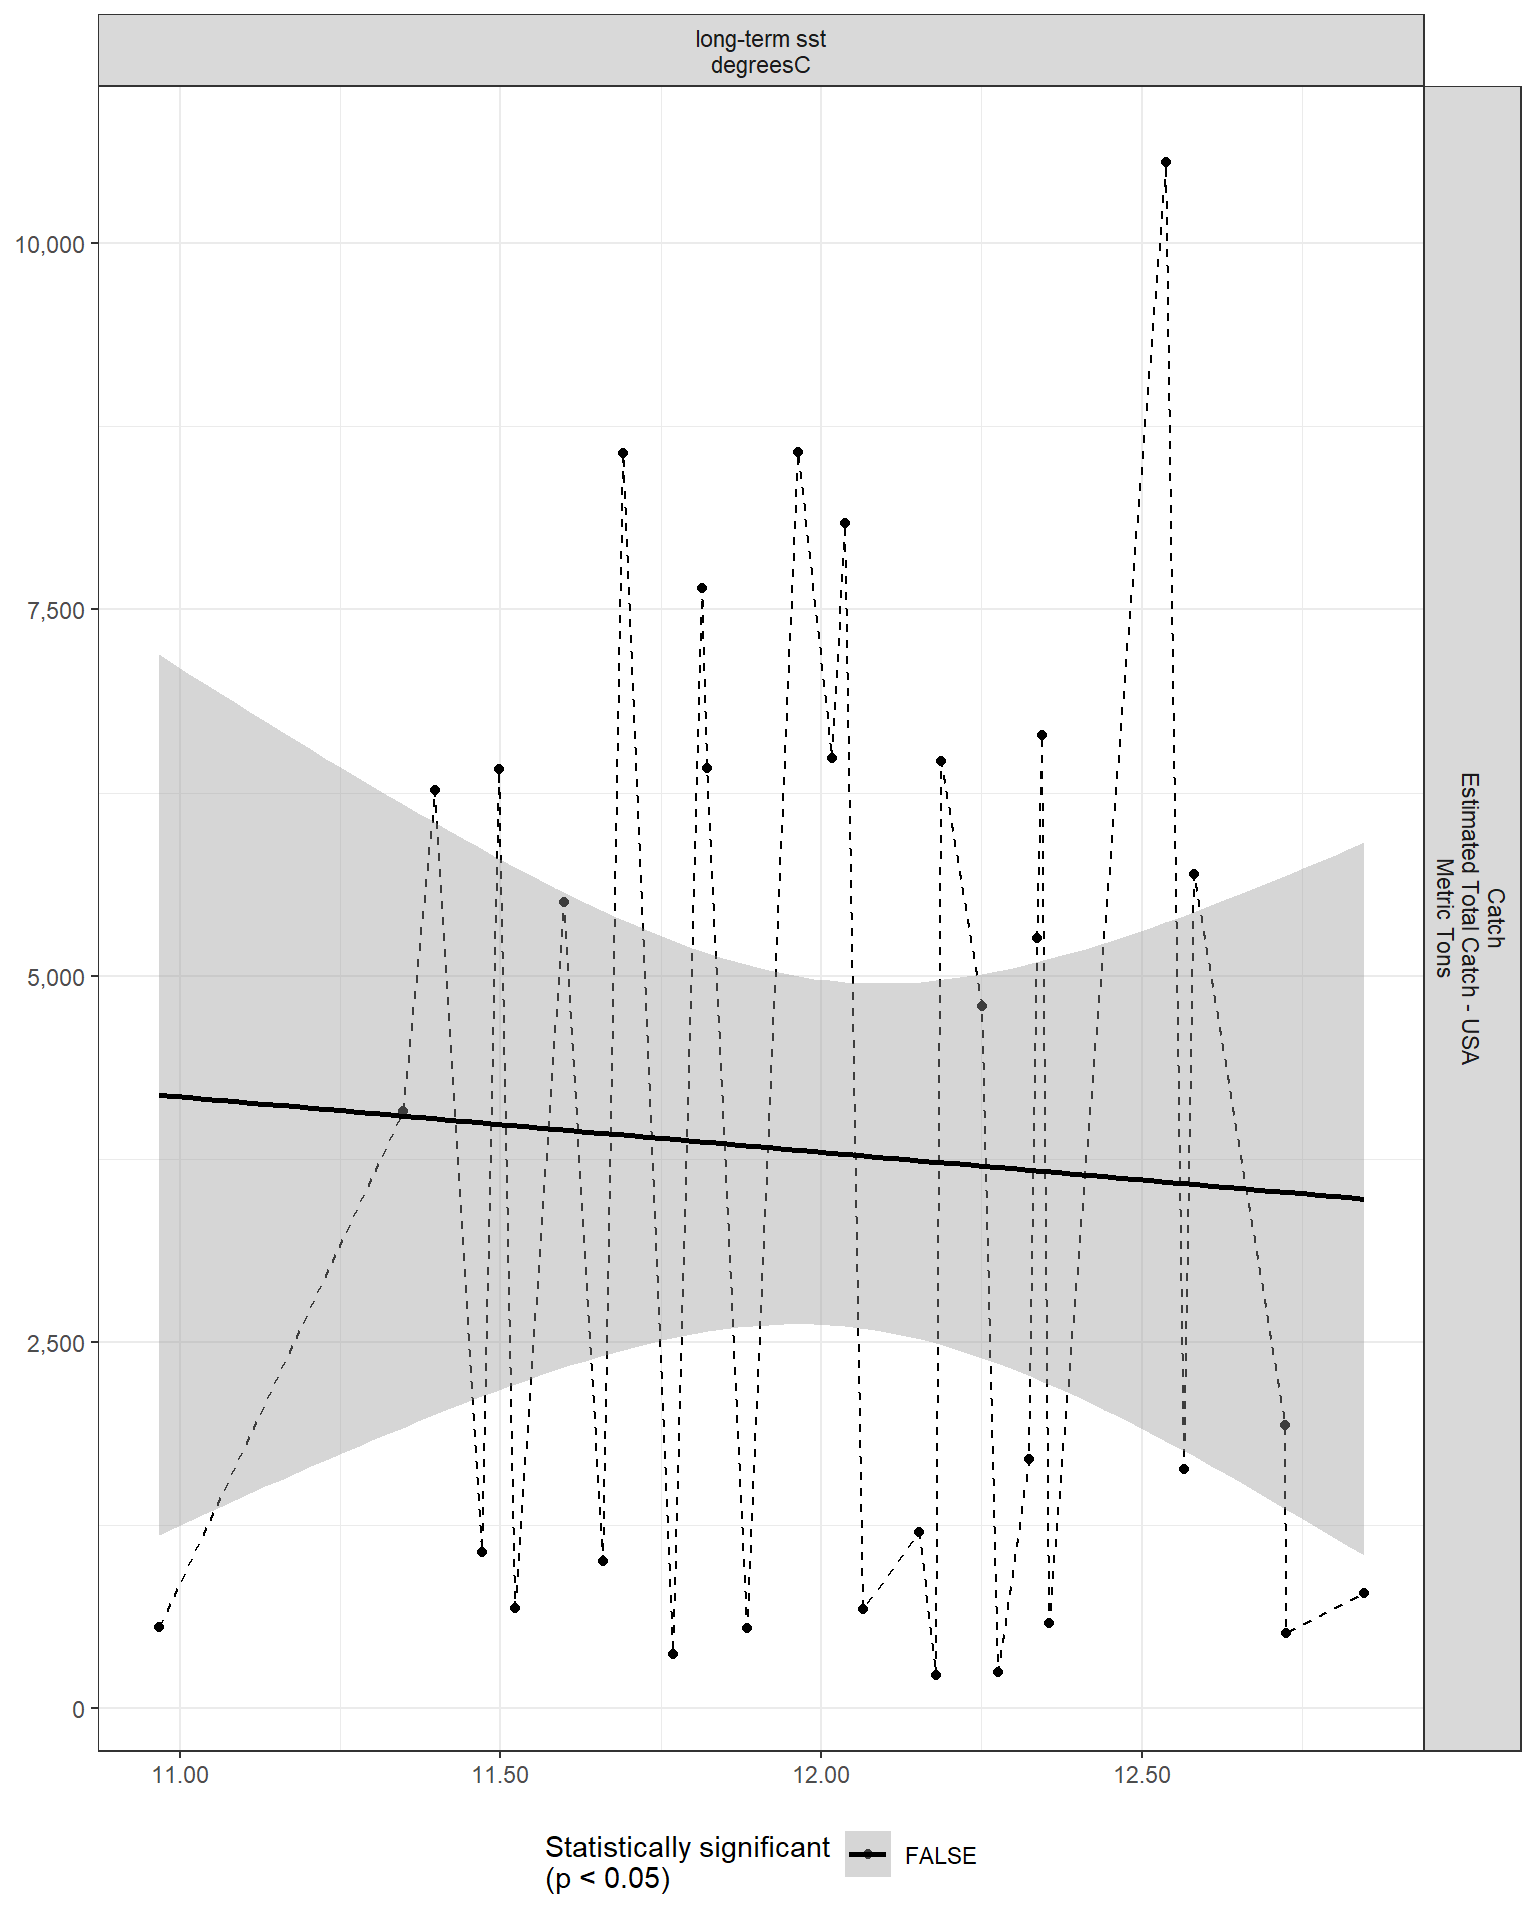 long-term sst
degreesC
10,000
7,500
5,000
2,500
0
11.00
11.50
12.00
12.50
Catch
Estimated Total Catch - USA
Metric Tons
Statistically significant
(p < 0.05)
FALSE